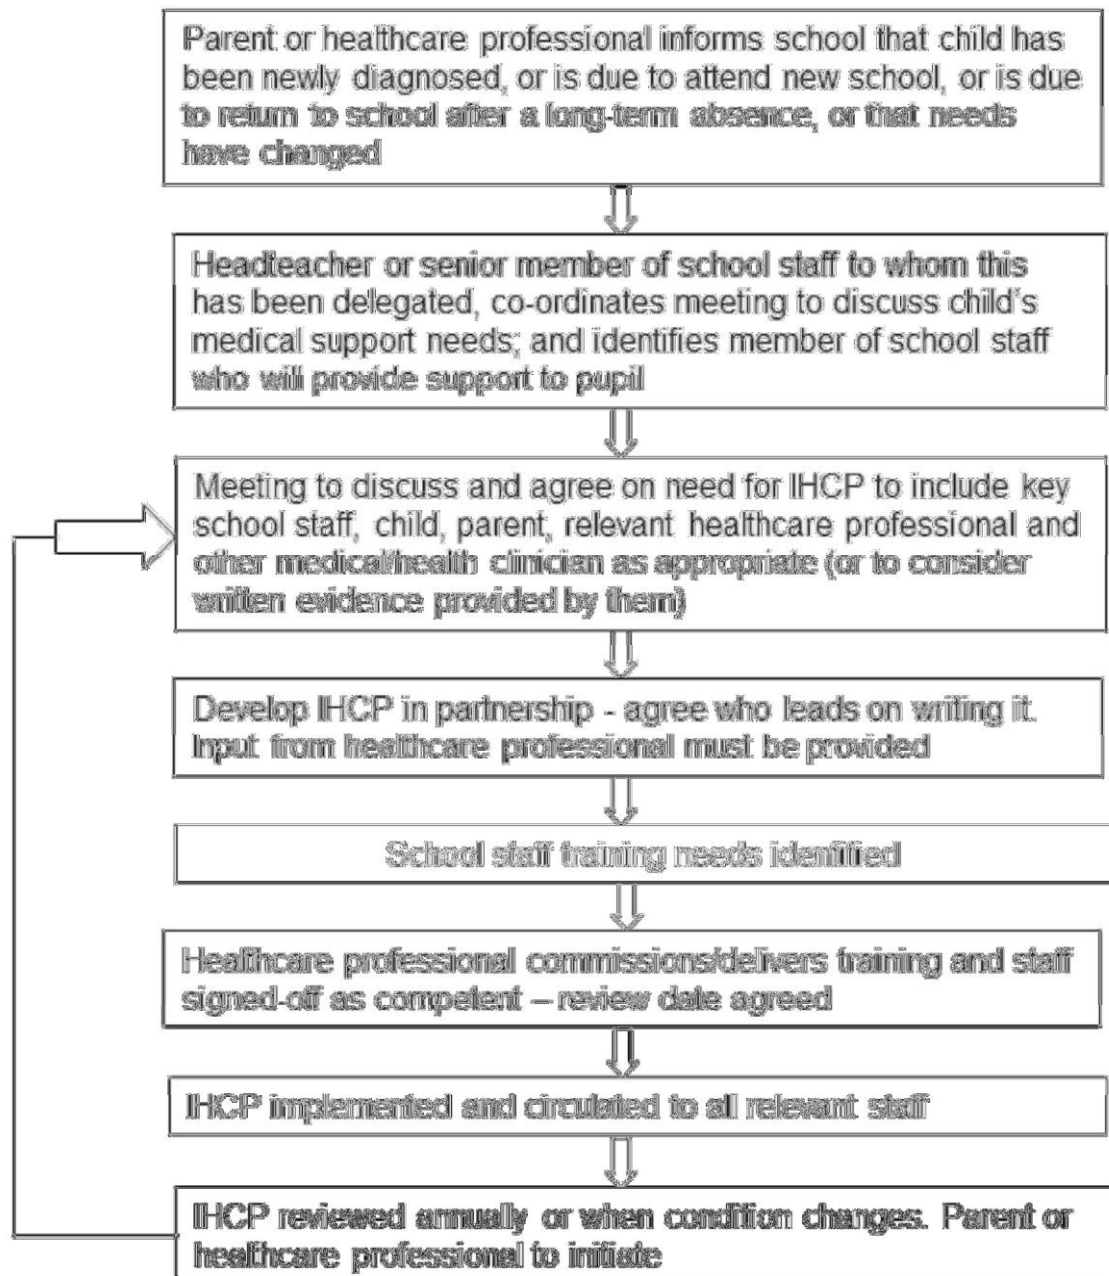 Parent or healthcare professional informs school that child has
been newly diagnosed, or is due to attend new school, or is due
to return to school after a long-term absence, or that needs
have changed
Headteacher or senior member of school staff to whom this
has been delegated, co-ordinates meeting to discuss child's
medical support needs; and identifies member of school staff
who will provide support to pupil
Meeting to discuss and agree on need for IHCP to include key
school staff, child, parent, relevant healthcare professional and
other medical/health clinician as appropriate (or to consider
written evidence provided by them)
Develop IHCP in partnership - agree who leads on writing it.
Input from healthcare professional must be provided
School staff training needs identified
Healthcare professional commissions/delivers training and staff
signed-off as competent – review date agreed
IHCP implemented and circulated to all relevant staff
IHCP reviewed annually or when condition changes. Parent or
healthcare professional to initiate